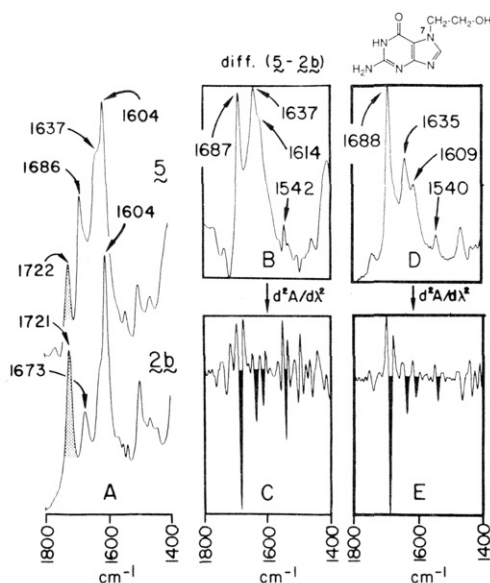 O
CH2-CH2-OH
7
N
HN
H2N
N
N
diff. (5 - 2b)
1604
1637
1686
5
1604
1722
1721
2b
1673
A
1800
1600
1400
cm-1
1637
1687
1614
1542
B
d²A/dλ²
C
1800
1600
1400
cm-1
1635
1688
1609
1540
D
d²A/dλ²
E
1800
1600
1400
cm-1